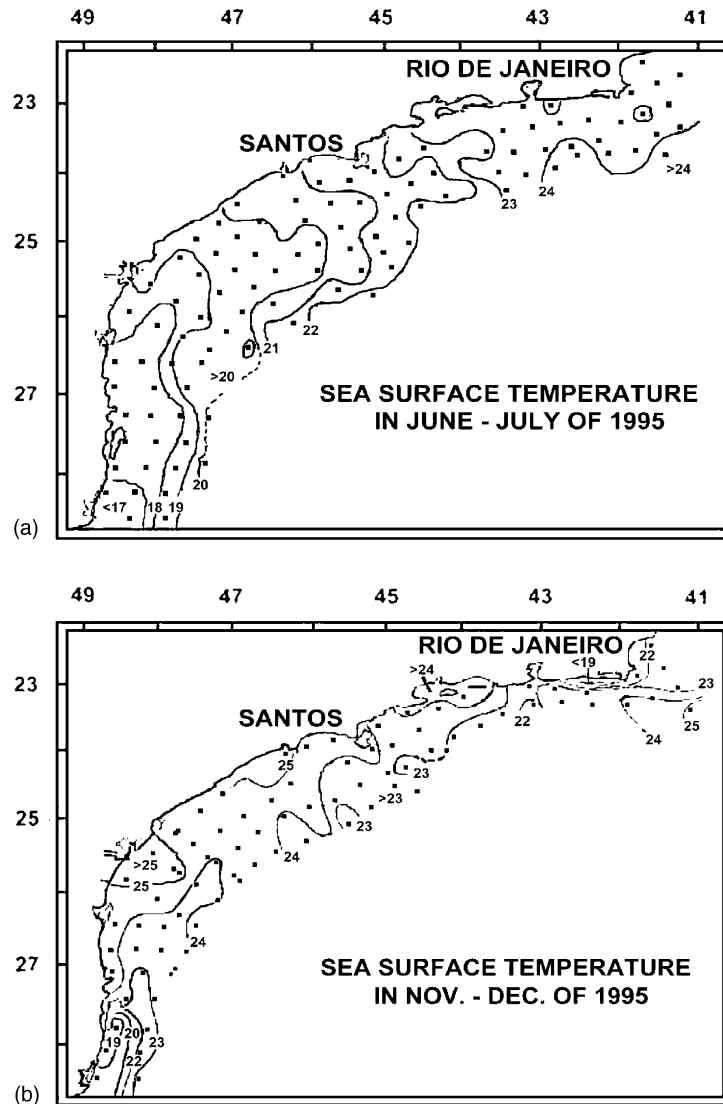 49 47 45 43 41
RIO DE JANEIRO
23
SANTOS
>24
24
23
25
22
21
>20
27
SEA SURFACE TEMPERATURE
IN JUNE - JULY OF 1995
20
<17 18 19
(a)
49 47 45 43 41
RIO DE JANEIRO
22
<19
>24
23
23
22
SANTOS
25
24
25
23
>23
25
23
24
>25
25
24
27
SEA SURFACE TEMPERATURE
IN NOV. - DEC. OF 1995
20
19
23
22
(b)